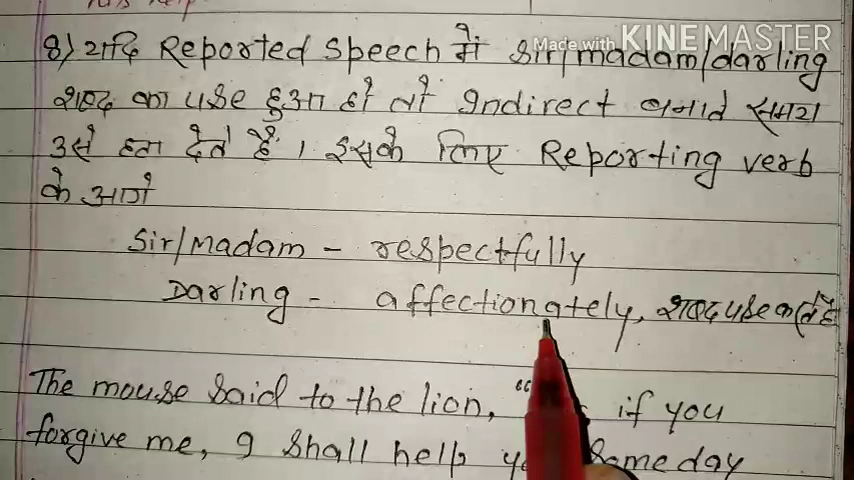 Made with KINEMASTER
8) यदि Reported speech में sir/madam/darling
शब्द का use हुआ हो तो Indirect बनाते समय
उसे हटा देते हैं । इसके लिए Reporting verb
के आगे
Sir/Madam - respectfully
Darling - affectionately, शब्द use करते हैं
The mouse said to the lion, “ if you
forgive me, I shall help someday